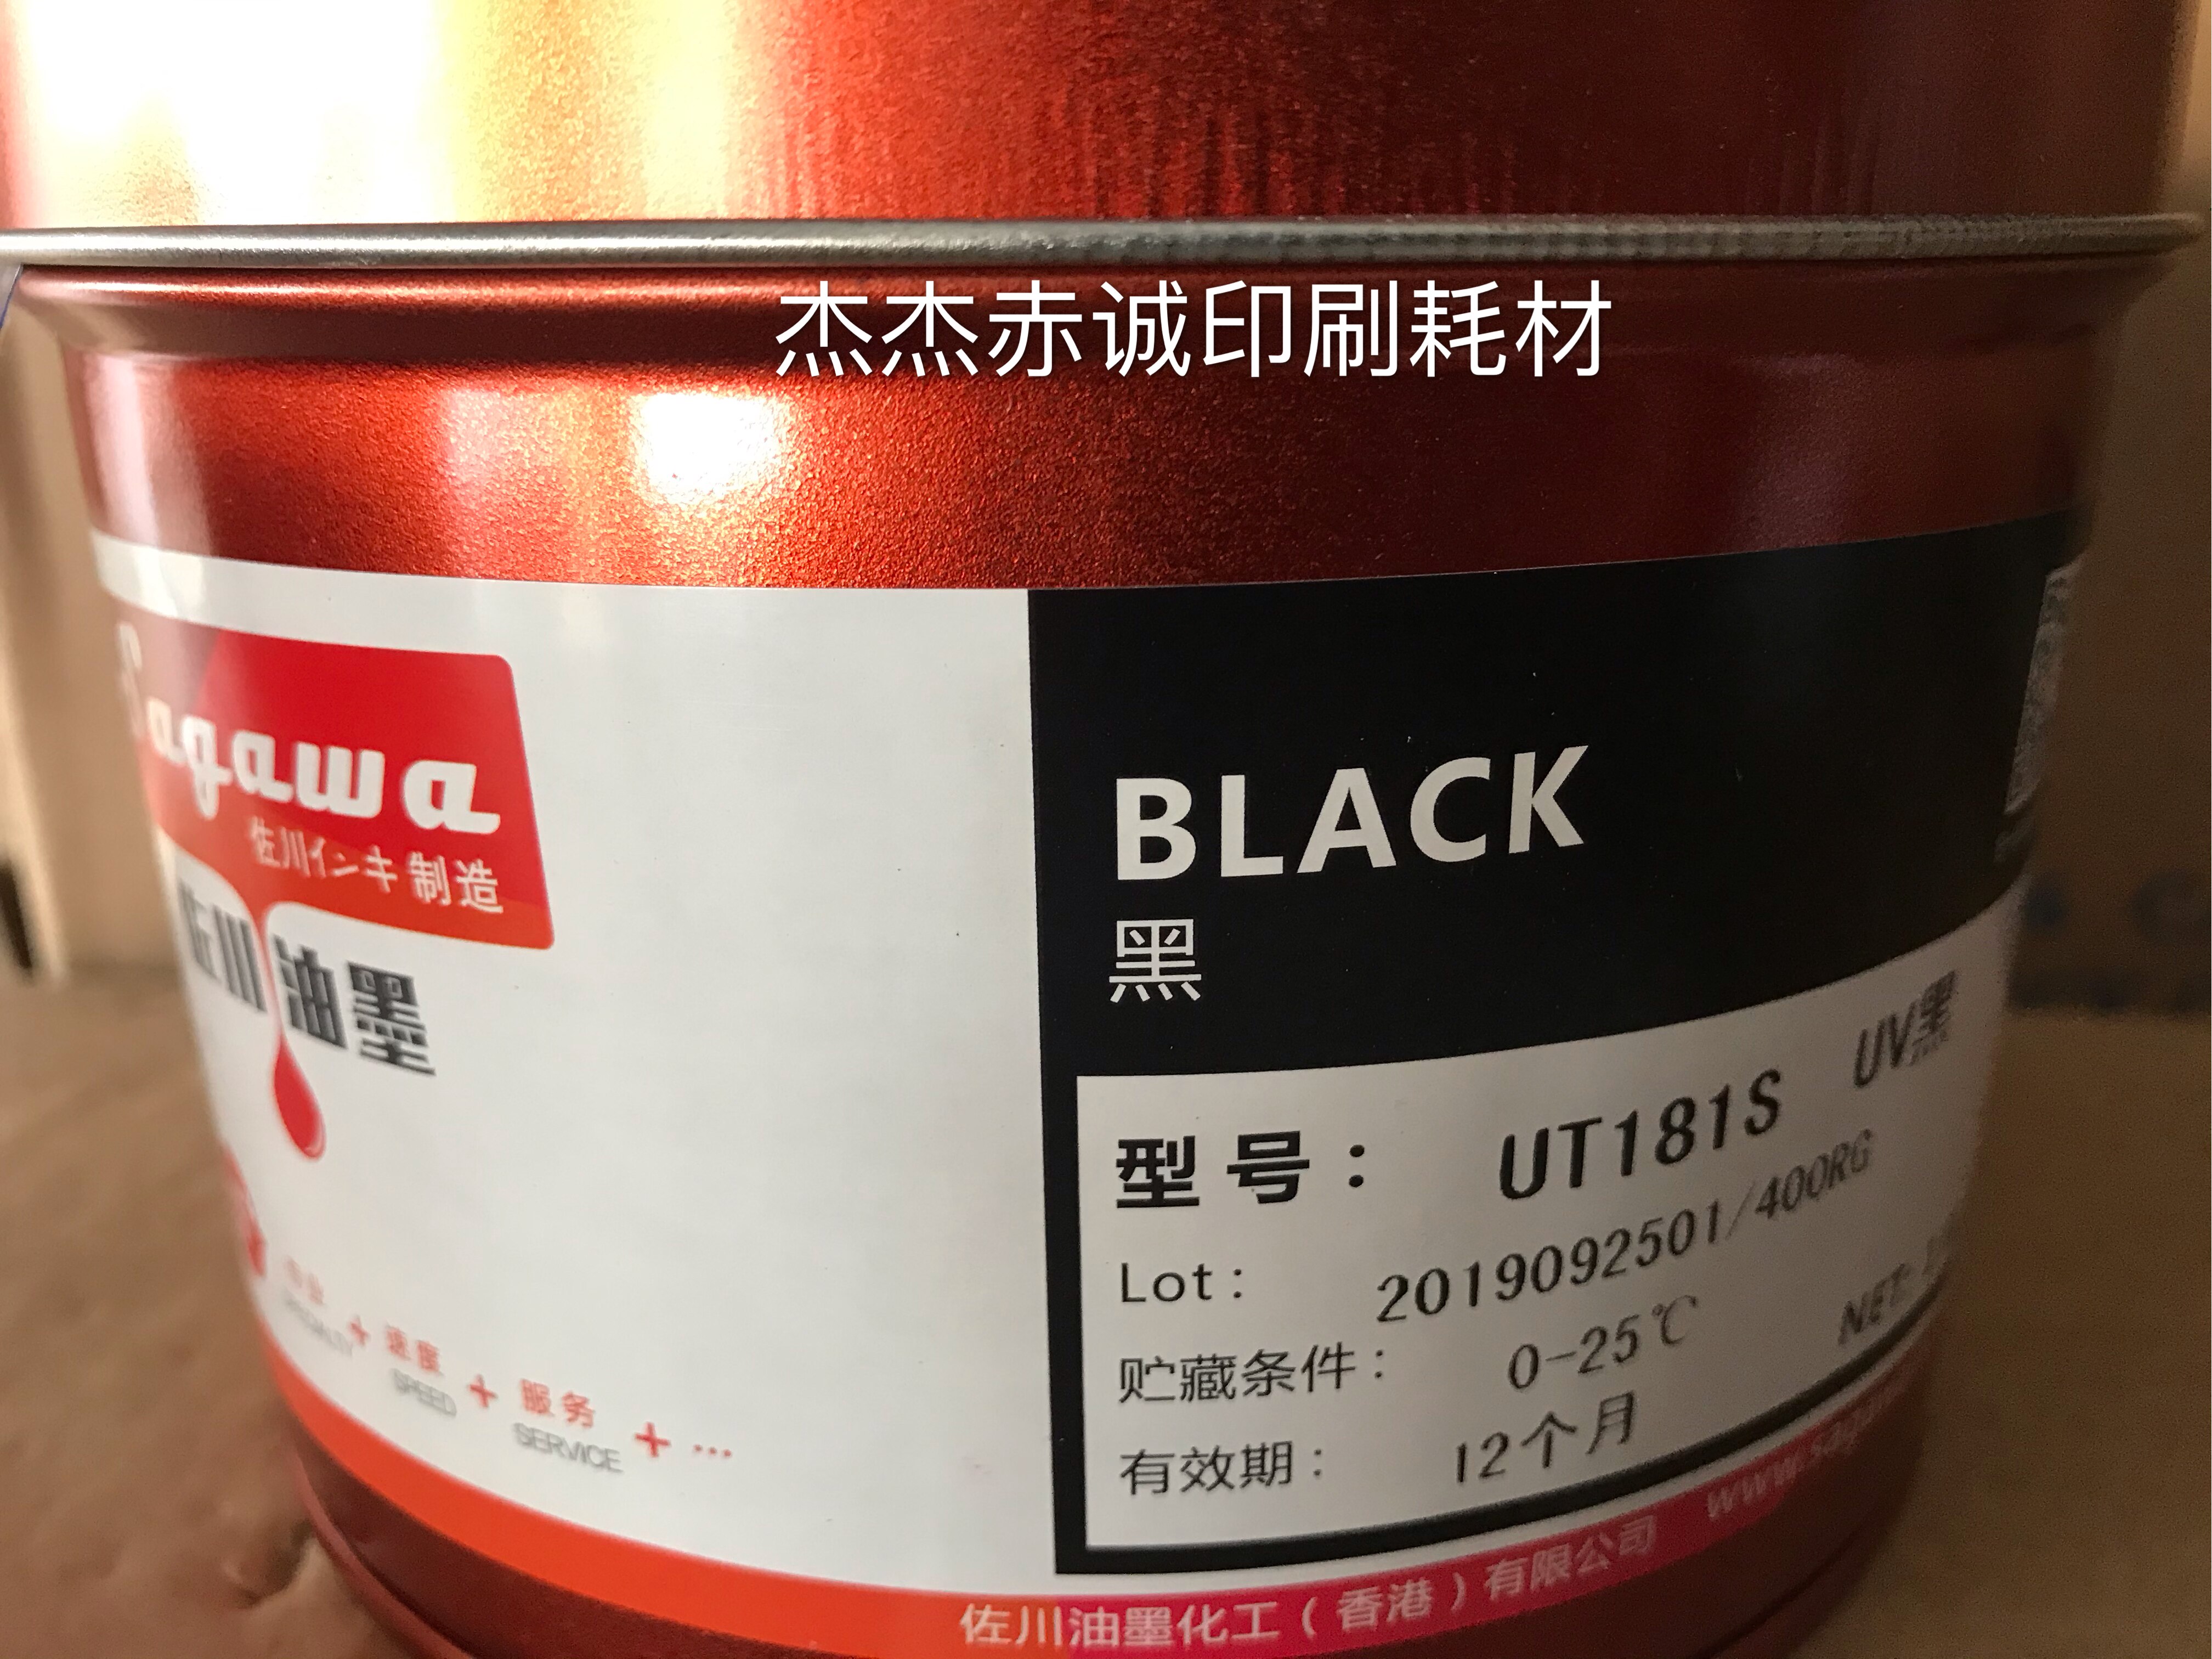 杰杰赤诚印刷耗材
Sagawa
佐川インキ制造
佐川油墨
BLACK
黑
型号： UT181S UV黑
Lot: 2019092501/400RG
贮藏条件： 0-25℃ NET:
有效期： 12个月
+ 速度 + 服务 + …
SPEED SERVICE
佐川油墨化工（香港）有限公司